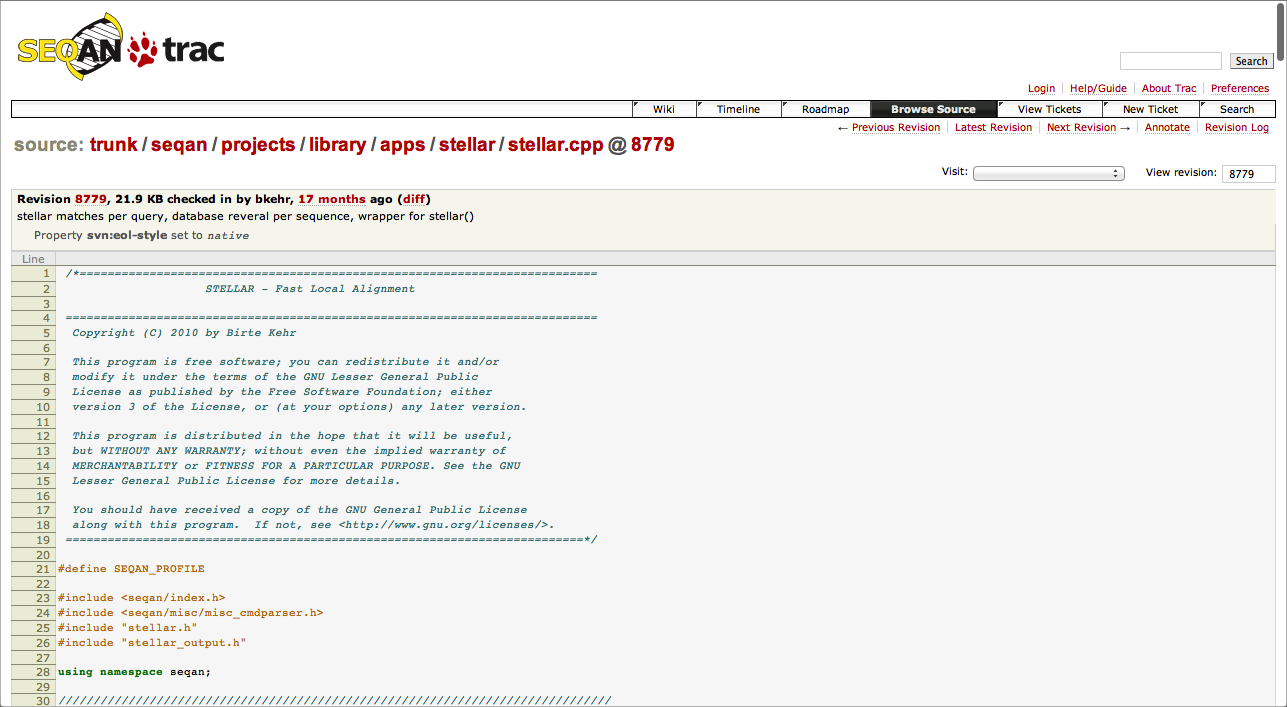 SEQAN trac
Search
Login Help/Guide About Trac Preferences
Wiki Timeline Roadmap Browse Source View Tickets New Ticket Search
← Previous Revision Latest Revision Next Revision → Annotate Revision Log
source: trunk / seqan / projects / library / apps / stellar / stellar.cpp @ 8779
Visit: View revision: 8779
Revision 8779, 21.9 KB checked in by bkehr, 17 months ago (diff)
stellar matches per query, database reveral per sequence, wrapper for stellar()
Property svn:eol-style set to native
Line
1 /*==========================================================================
2 STELLAR - Fast Local Alignment
3
4 ============================================================================
5 Copyright (C) 2010 by Birte Kehr
6
7 This program is free software; you can redistribute it and/or
8 modify it under the terms of the GNU Lesser General Public
9 License as published by the Free Software Foundation; either
10 version 3 of the License, or (at your options) any later version.
11
12 This program is distributed in the hope that it will be useful,
13 but WITHOUT ANY WARRANTY; without even the implied warranty of
14 MERCHANTABILITY or FITNESS FOR A PARTICULAR PURPOSE. See the GNU
15 Lesser General Public License for more details.
16
17 You should have received a copy of the GNU General Public License
18 along with this program.  If not, see <http://www.gnu.org/licenses/>.
19 ==========================================================================*/
20
21 #define SEQAN_PROFILE
22
23 #include <seqan/index.h>
24 #include <seqan/misc/misc_cmdparser.h>
25 #include "stellar.h"
26 #include "stellar_output.h"
27
28 using namespace seqan;
29
30 ///////////////////////////////////////////////////////////////////////////////